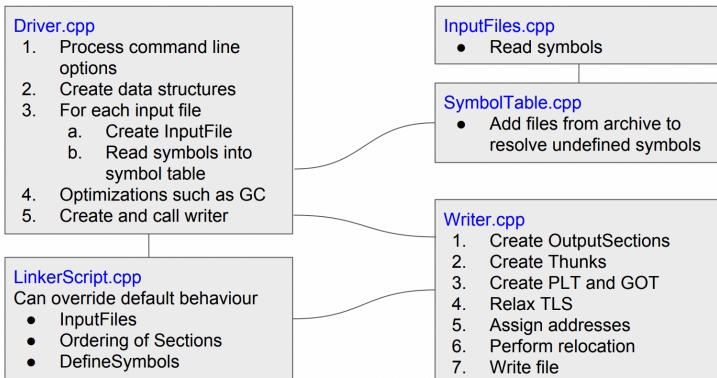 Driver.cpp
1. Process command line
options
2. Create data structures
3. For each input file
a. Create InputFile
b. Read symbols into
symbol table
4. Optimizations such as GC
5. Create and call writer
InputFiles.cpp
● Read symbols
SymbolTable.cpp
● Add files from archive to
resolve undefined symbols
LinkerScript.cpp
Can override default behaviour
● InputFiles
● Ordering of Sections
● DefineSymbols
Writer.cpp
1. Create OutputSections
2. Create Thunks
3. Create PLT and GOT
4. Relax TLS
5. Assign addresses
6. Perform relocation
7. Write file